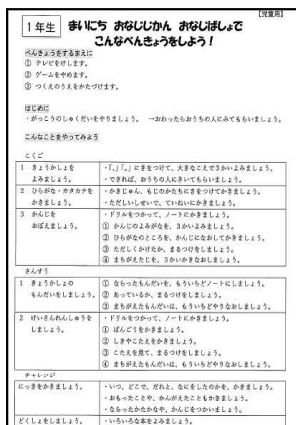 【児童用】
1年生
まいにち おなじじかん おなじばしょで
こんなべんきょうをしよう！
べんきょうをするまえに
① テレビをけします。
② ゲームをやめます。
③ つくえのうえをかたづけます。
はじめに
・がっこうのしゅくだいをやりましょう。 →おわったらおうちの人にみてもらいましょう。
こんなことをやってみよう
こくご
1 きょうかしょを
よみましょう。
・「、」「。」にきをつけて、大きなこえで3かいよみましょう。
・できれば、おうちの人にきいてもらいましょう。
2 ひらがな・カタカナを
かきましょう。
・かきじゅん、もじのかたちにきをつけてかきましょう。
・ただしいしせいで、ていねいにかきましょう。
3 かんじを
おぼえましょう。
・ドリルをつかって、ノートにかきましょう。
① かんじのよみがなを、3かいよみましょう。
② ひらがなのところを、かんじになおしてかきましょう。
③ ただしくかけたか、まるつけをしましょう。
④ まちがえたじを、3かいかきなおしましょう。
さんすう
1 きょうかしょの
もんだいをしましょう。
① ならったもんだいを、もういちどノートにしましょう。
② あっているか、まるつけをしましょう。
③ まちがえたもんだいは、もういちどやりなおしましょう。
2 けいさんれんしゅうを
しましょう。
・ドリルをつかって、ノートにかきましょう。
① ばんごうをかきましょう。
② しきやこたえをかきましょう。
③ こたえを見て、まるつけをしましょう。
④ まちがえたもんだいは、もういちどやりなおしましょう。
チャレンジ
にっきをかきましょう。
・いつ、どこで、だれと、なにをしたのかを、かきましょう。
・おもったことや、かんがえたこともかきましょう。
・ならったかたかなや、かんじをつかいましょう。
どくしょをしましょう。
・いろいろな本をよみましょう。